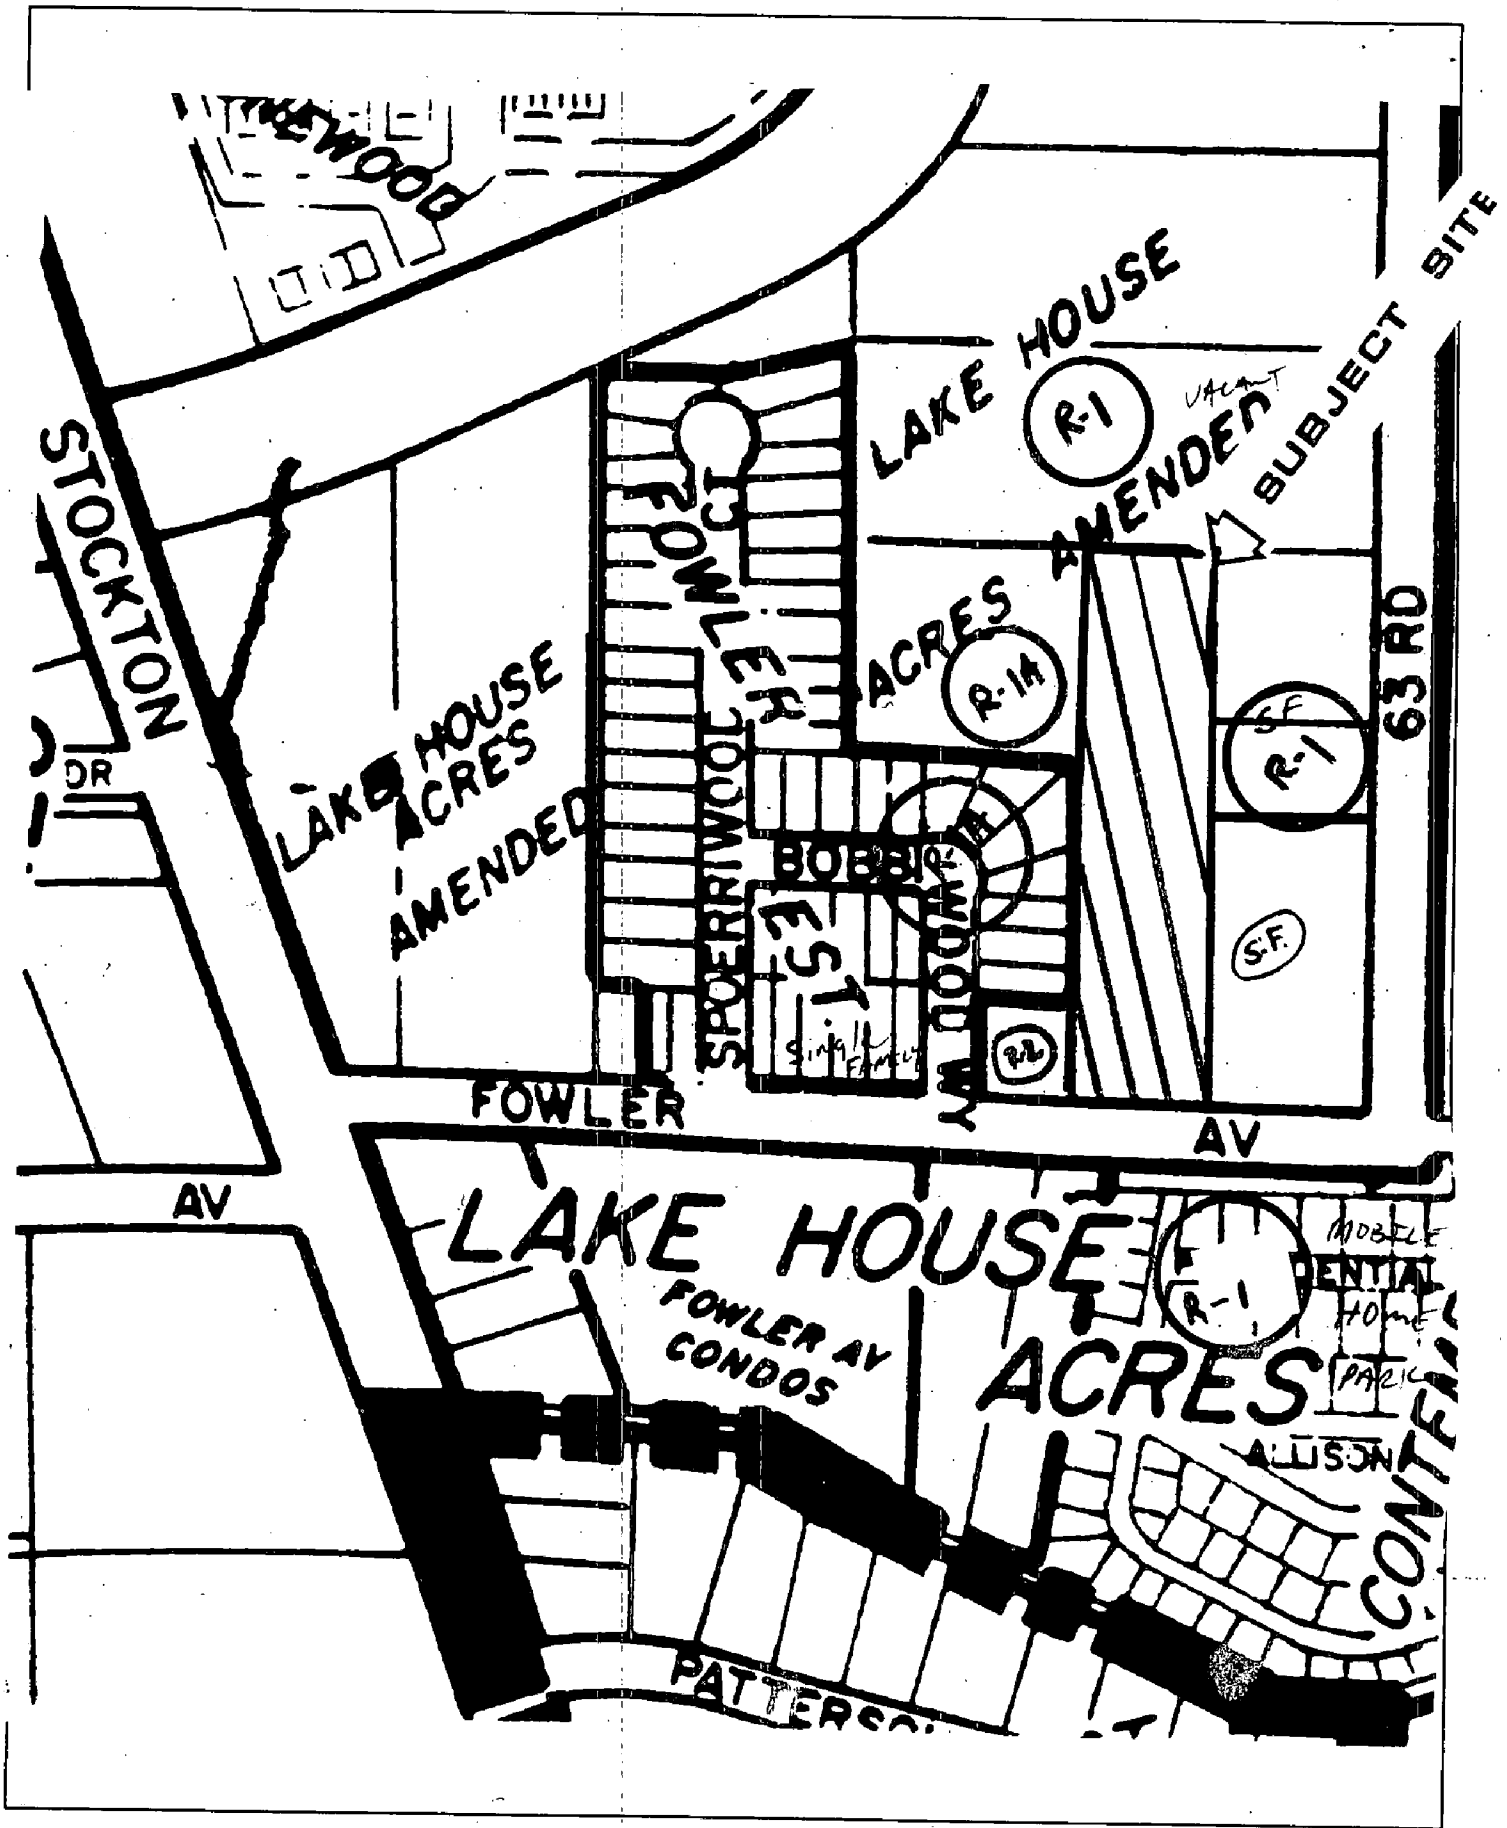 LAKE HOUSE
ACRES AMENDED
R-1
VACANT
SUBJECT SITE
STOCKTON
FOWLER
EST.
CT
R-1A
63 RD
S F
R-1
DR
LAKE HOUSE
ACRES
AMENDED
SPOERRIWOOD
BOBBI
R-1A
WOOD WY
S.F.
Single
FAMILY
FOWLER
AV
AV
LAKE HOUSE
ACRES
FOWLER AV
CONDOS
R-1
MOBILE
HOME
PARK
ENTIAL
ALLISON